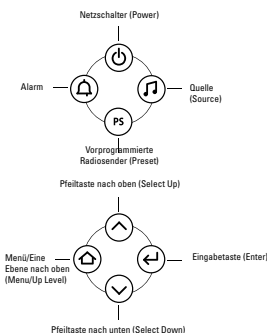 Netzschalter (Power)
Alarm
Quelle
(Source)
PS
Vorprogrammierte
Radiosender (Preset)
Pfeiltaste nach oben (Select Up)
Menü/Eine
Ebene nach oben
(Menu/Up Level)
Eingabetaste (Enter)
Pfeiltaste nach unten (Select Down)